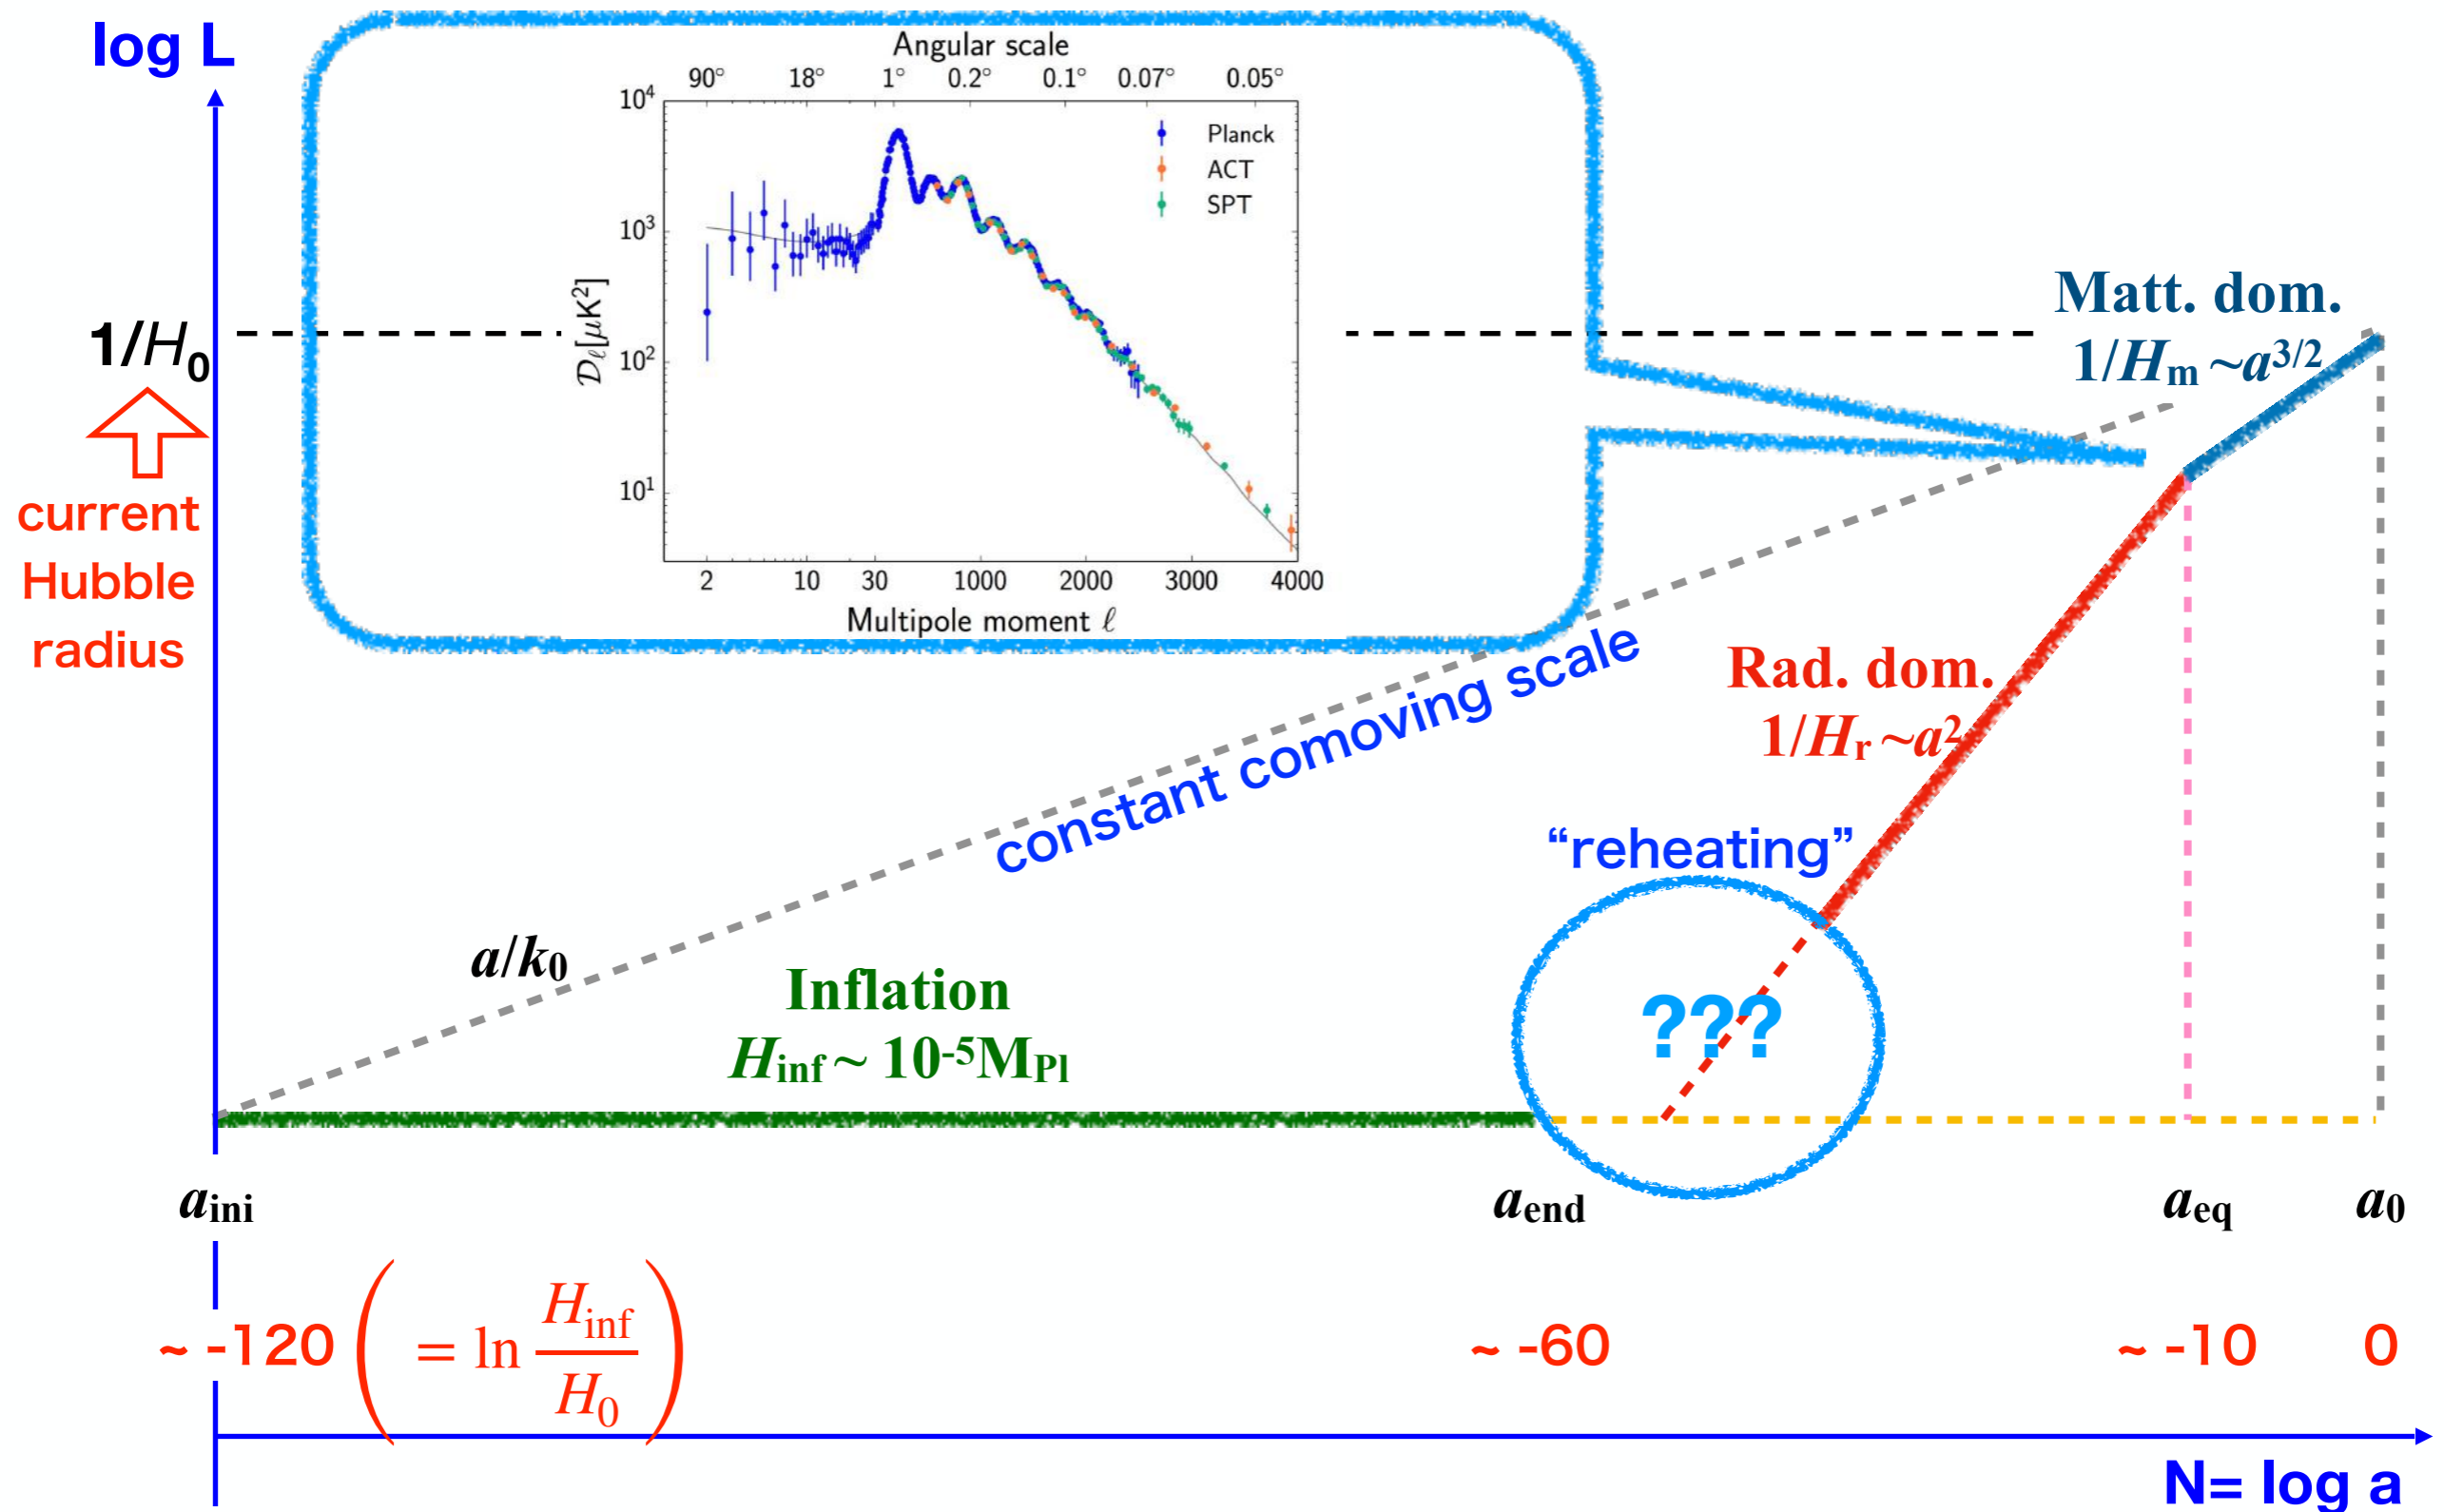 log L
Angular scale
90° 18° 1° 0.2° 0.1° 0.07° 0.05°
10⁴
10³
10²
10¹
𝒟ℓ[μK²]
Planck
ACT
SPT
2 10 30 1000 2000 3000 4000
Multipole moment ℓ
1/H₀
current
Hubble
radius
Matt. dom.
1/Hₘ ~a³/²
constant comoving scale
Rad. dom.
1/Hᵣ ~a²
"reheating"
???
a/k₀
Inflation
H_inf ~ 10⁻⁵M_Pl
a_ini a_end a_eq a₀
~ -120 ( = ln H_inf/H₀ ) ~ -60 ~ -10 0
N= log a